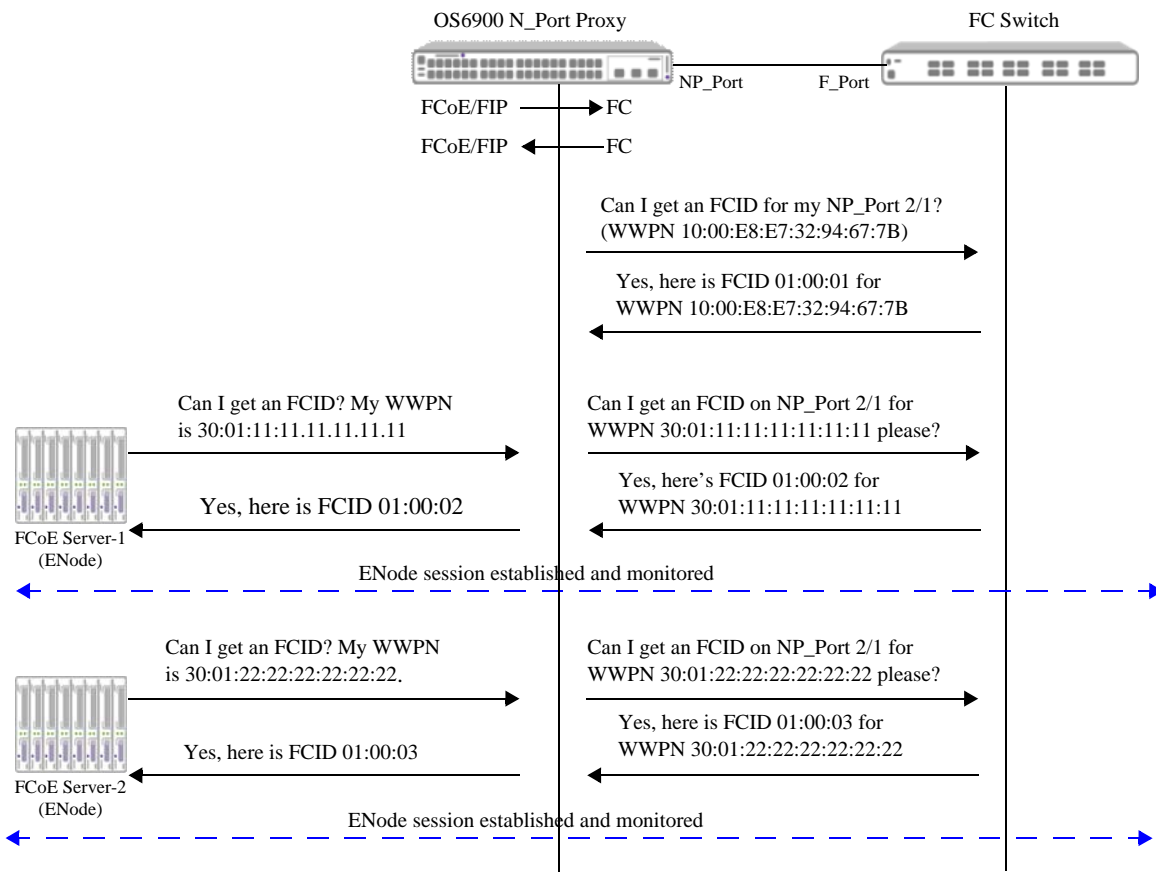 OS6900 N_Port Proxy
FC Switch
NP_Port
F_Port
FCoE/FIP
FC
FCoE/FIP
FC
Can I get an FCID for my NP_Port 2/1?
(WWPN 10:00:E8:E7:32:94:67:7B)
Yes, here is FCID 01:00:01 for
WWPN 10:00:E8:E7:32:94:67:7B
Can I get an FCID? My WWPN
is 30:01:11:11.11.11.11.11
Can I get an FCID on NP_Port 2/1 for
WWPN 30:01:11:11:11:11:11:11 please?
Yes, here's FCID 01:00:02 for
WWPN 30:01:11:11:11:11:11:11
Yes, here is FCID 01:00:02
FCoE Server-1
(ENode)
ENode session established and monitored
Can I get an FCID? My WWPN
is 30:01:22:22:22:22:22:22.
Can I get an FCID on NP_Port 2/1 for
WWPN 30:01:22:22:22:22:22:22 please?
Yes, here is FCID 01:00:03 for
WWPN 30:01:22:22:22:22:22:22
Yes, here is FCID 01:00:03
FCoE Server-2
(ENode)
ENode session established and monitored